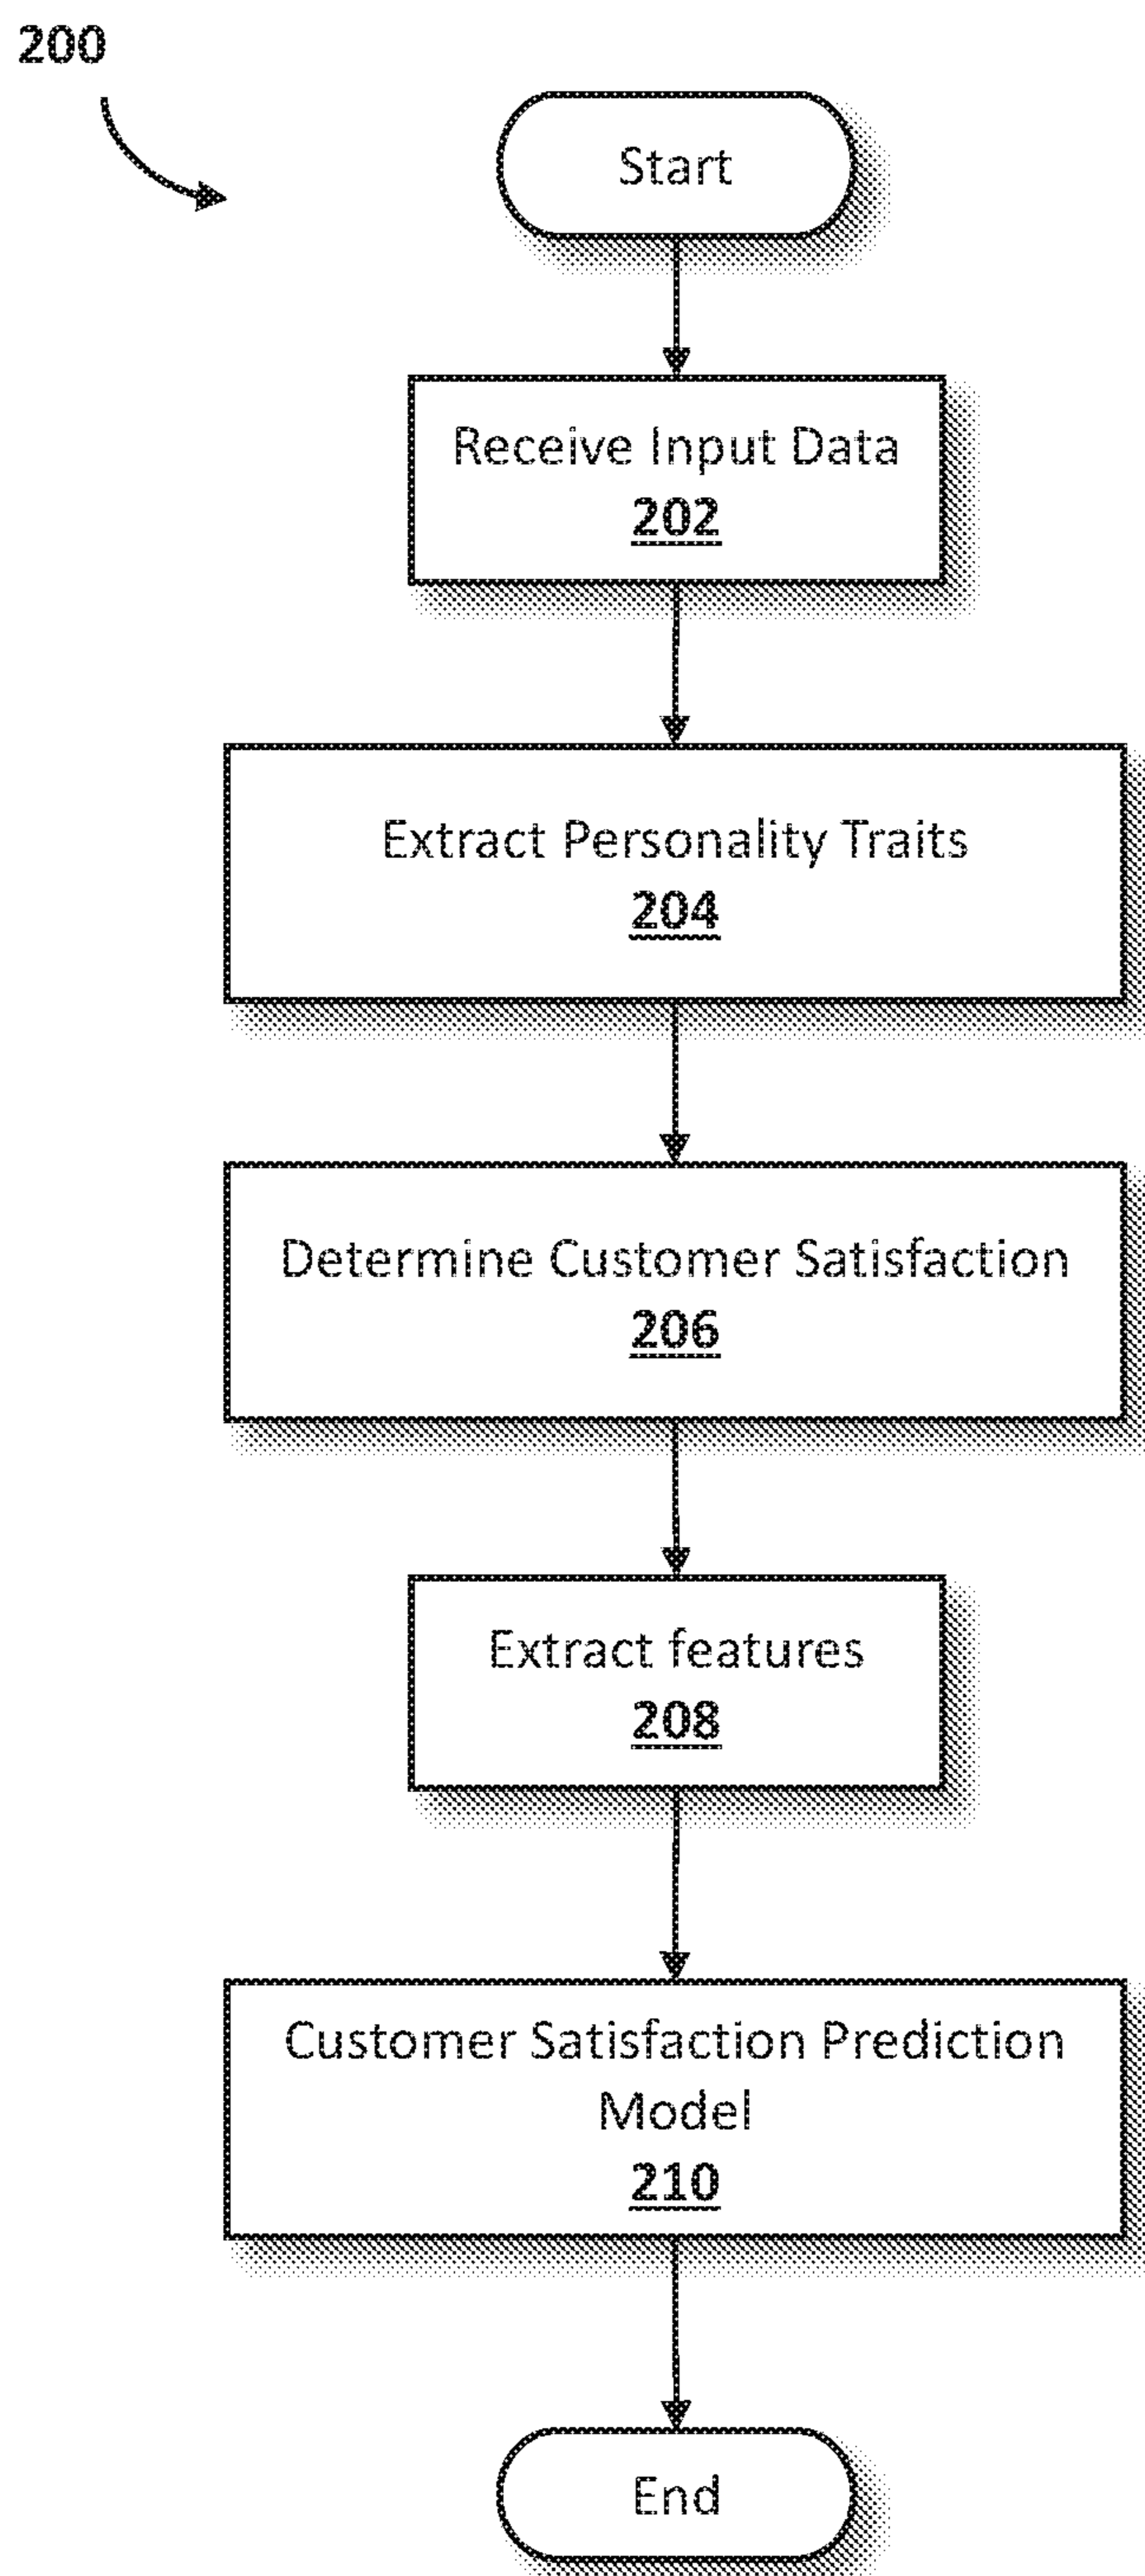 200
Start
Receive Input Data
202
Extract Personality Traits
204
Determine Customer Satisfaction
206
Extract features
208
Customer Satisfaction Prediction
Model
210
End